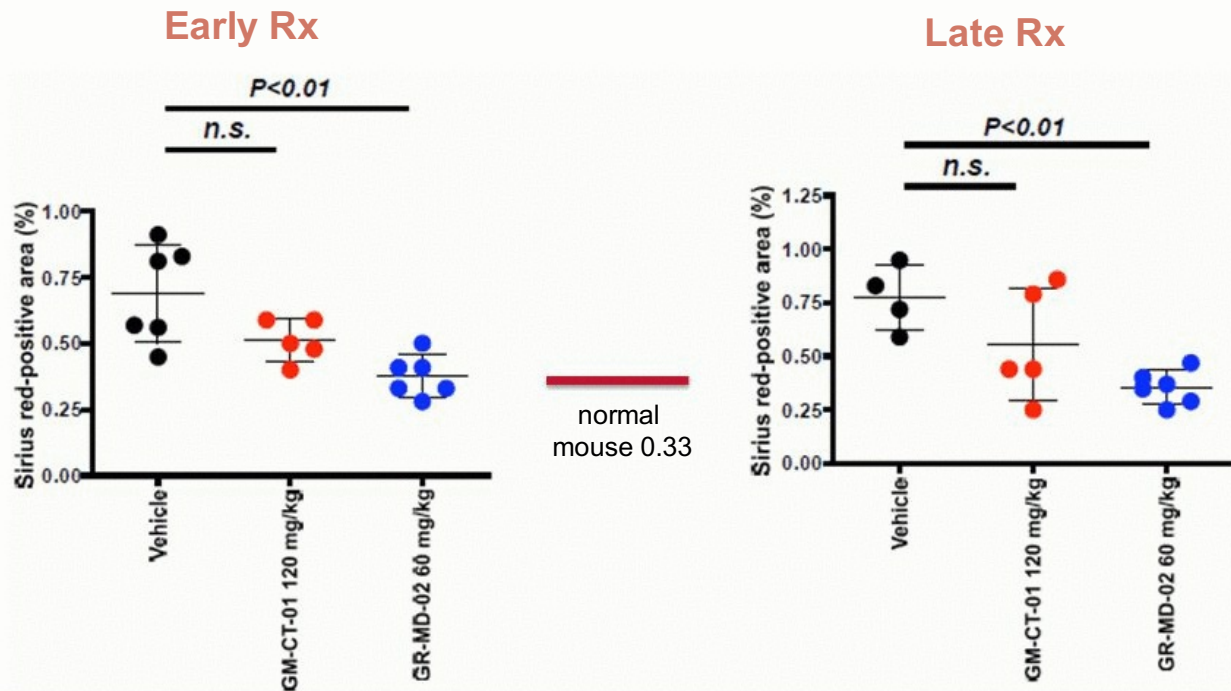 Early Rx
P<0.01
n.s.
Sirius red-positive area (%)
1.00
0.75
0.50
0.25
0.00
Vehicle
GM-CT-01 120 mg/kg
GR-MD-02 60 mg/kg
normal
mouse 0.33
Late Rx
P<0.01
n.s.
Sirius red-positive area (%)
1.25
1.00
0.75
0.50
0.25
0.00
Vehicle
GM-CT-01 120 mg/kg
GR-MD-02 60 mg/kg